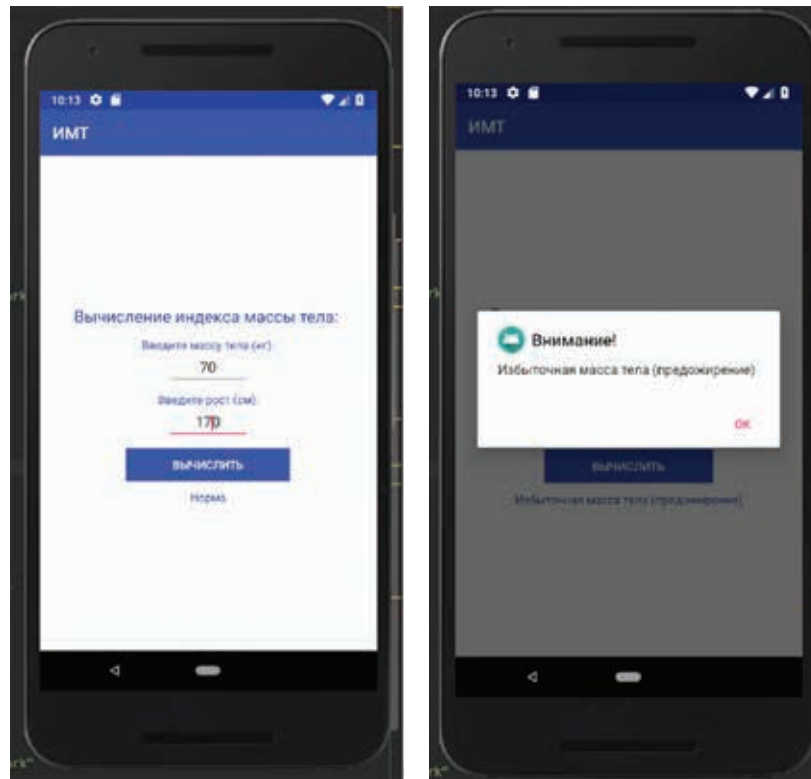 10:13
ИМТ
Вычисление индекса массы тела:
Введите массу тела (кг):
70
Введите рост (см):
170
ВЫЧИСЛИТЬ
Норма
10:13
ИМТ
Внимание!
Избыточная масса тела (предожирение)
OK
ВЫЧИСЛИТЬ
Избыточная масса тела (предожирение)